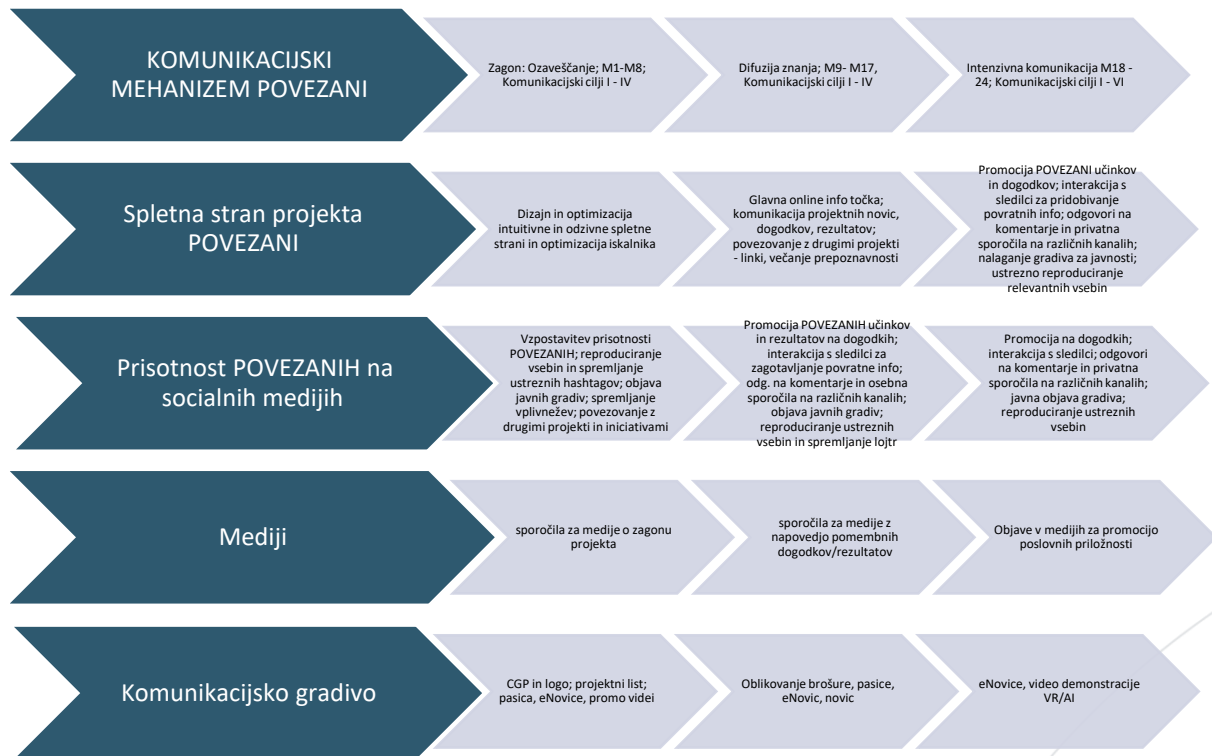 KOMUNIKACIJSKI
MEHANIZEM POVEZANI
Zagon: Ozaveščanje; M1-M8;
Komunikacijski cilji I - IV
Difuzija znanja; M9- M17,
Komunikacijski cilji I - IV
Intenzivna komunikacija M18 -
24; Komunikacijski cilji I - VI
Spletna stran projekta
POVEZANI
Dizajn in optimizacija
intuitivne in odzivne spletne
strani in optimizacija iskalnika
Glavna online info točka;
komunikacija projektnih novic,
dogodkov, rezultatov;
povezovanje z drugimi projekti
- linki, večanje prepoznavnosti
Promocija POVEZANI učinkov
in dogodkov; interakcija s
sledilci za pridobivanje
povratnih info; odgovori na
komentarje in privatna
sporočila na različnih kanalih;
nalaganje gradiva za javnosti;
ustrezno reproduciranje
relevantnih vsebin
Prisotnost POVEZANIH na
socialnih medijih
Vzpostavitev prisotnosti
POVEZANIH; reproduciranje
vsebin in spremljanje
ustreznih hashtagov; objava
javnih gradiv; spremljanje
vplivnežev; povezovanje z
drugimi projekti in iniciativami
Promocija POVEZANIH učinkov
in rezultatov na dogodkih;
interakcija s sledilci za
zagotavljanje povratne info;
odg. na komentarje in osebna
sporočila na različnih kanalih;
objava javnih gradiv;
reproduciranje ustreznih
vsebin in spremljanje lojtr
Promocija na dogodkih;
interakcija s sledilci; odgovori
na komentarje in privatna
sporočila na različnih kanalih;
javna objava gradiva;
reproduciranje ustreznih
vsebin
Mediji
sporočila za medije o zagonu
projekta
sporočila za medije z
napovedjo pomembnih
dogodkov/rezultatov
Objave v medijih za promocijo
poslovnih priložnosti
Komunikacijsko gradivo
CGP in logo; projektni list;
pasica, eNovice, promo videi
Oblikovanje brošure, pasice,
eNovic, novic
eNovice, video demonstracije
VR/AI